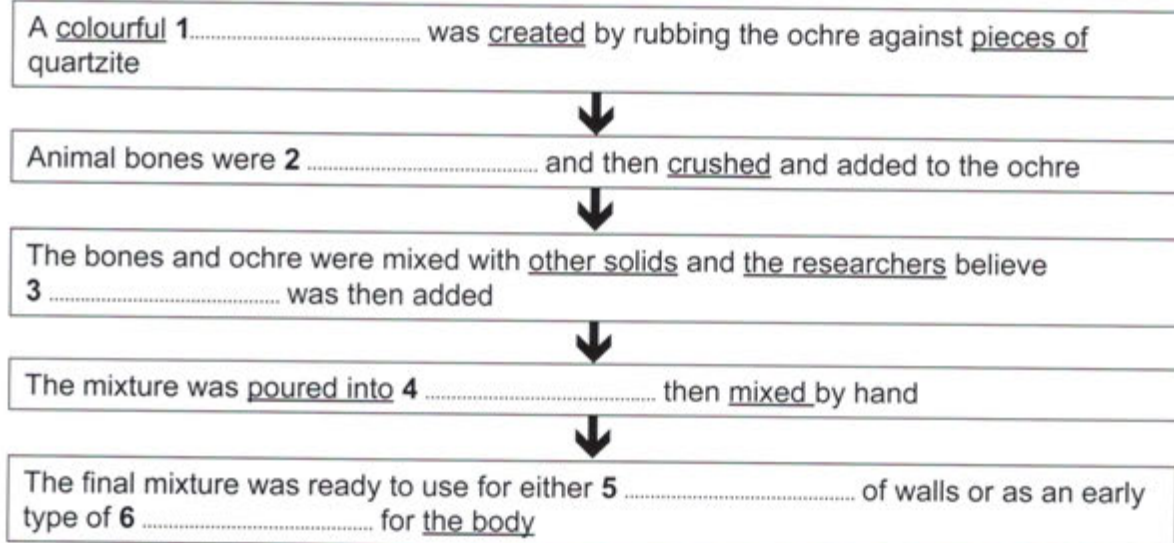 A colourful 1.................................... was created by rubbing the ochre against pieces of
quartzite
Animal bones were 2 .................................... and then crushed and added to the ochre
The bones and ochre were mixed with other solids and the researchers believe
3 .................................... was then added
The mixture was poured into 4 .................................... then mixed by hand
The final mixture was ready to use for either 5 .................................... of walls or as an early
type of 6 .................................... for the body